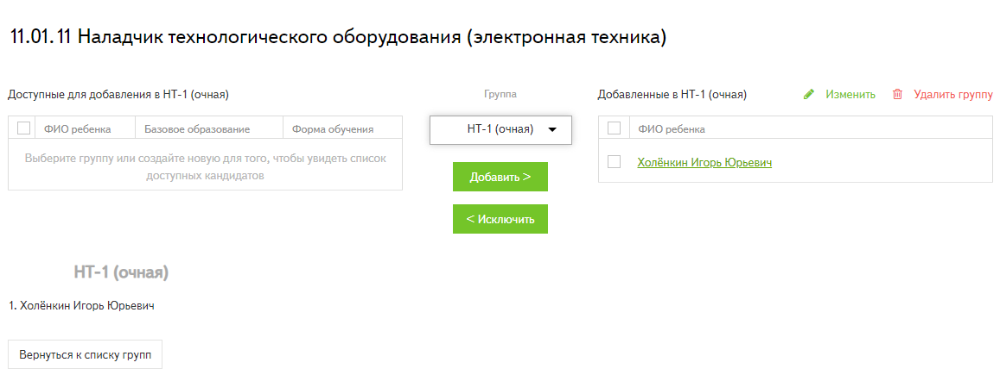 11.01.11 Наладчик технологического оборудования (электронная техника)
Доступные для добавления в НТ-1 (очная)
ФИО ребенка Базовое образование Форма обучения
Выберите группу или создайте новую для того, чтобы увидеть список
доступных кандидатов
Группа
НТ-1 (очная)
Добавить >
< Исключить
Добавленные в НТ-1 (очная) Изменить Удалить группу
ФИО ребенка
Холёнкин Игорь Юрьевич
НТ-1 (очная)
1. Холёнкин Игорь Юрьевич
Вернуться к списку групп